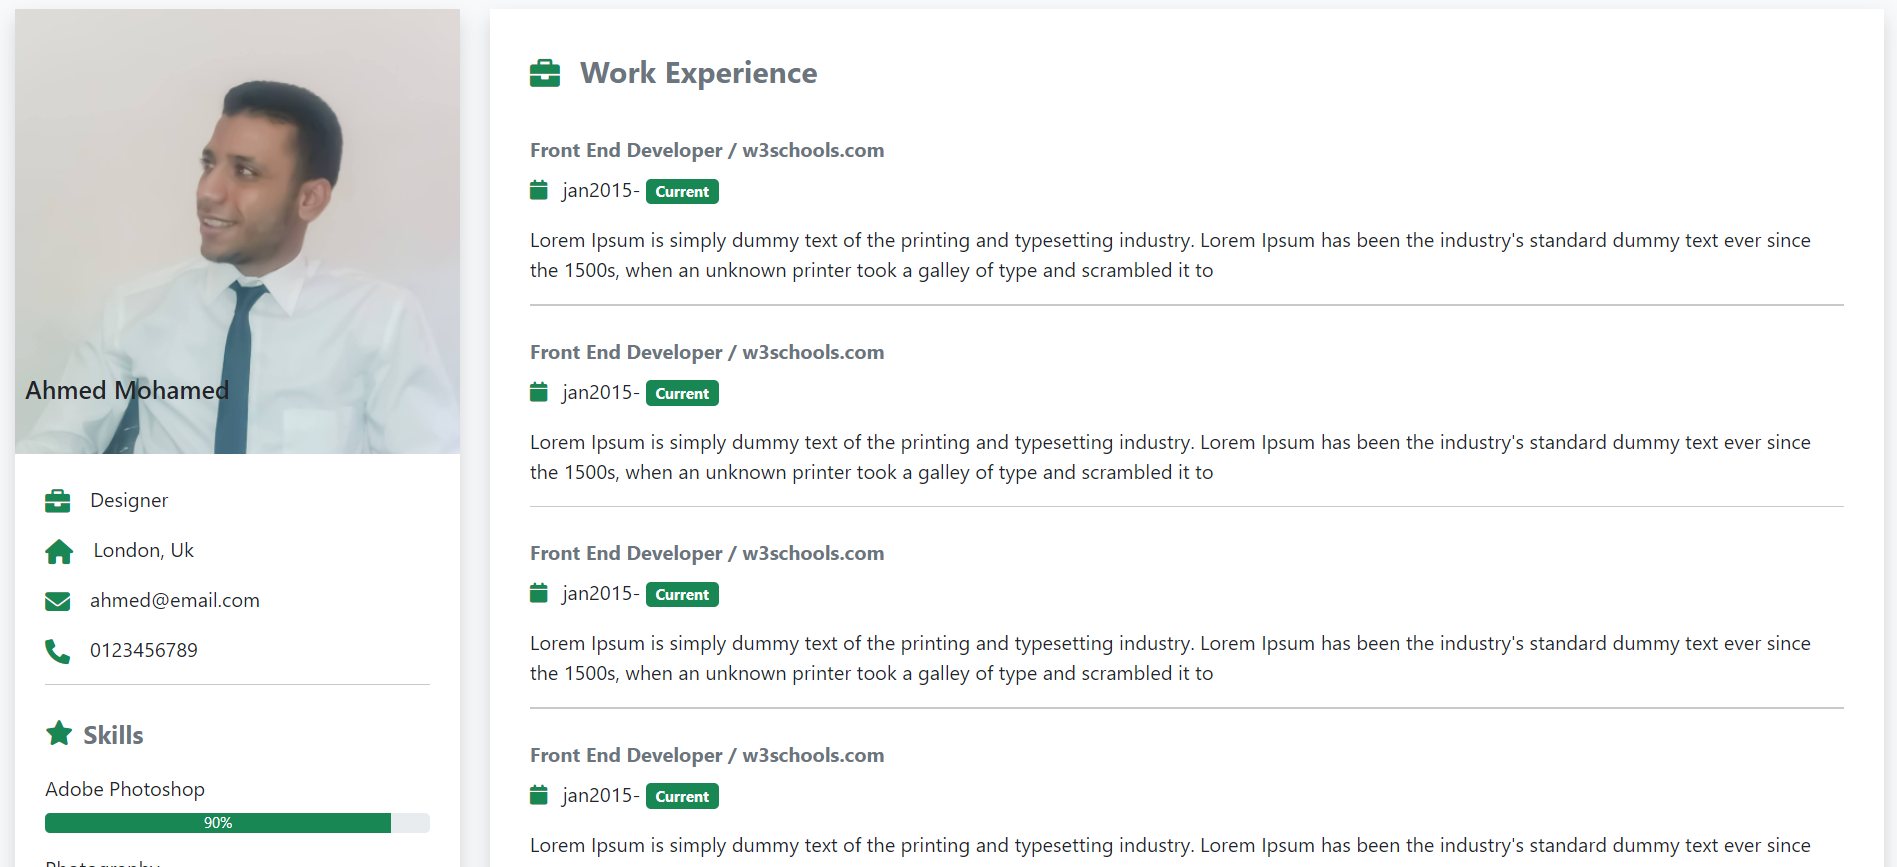 Ahmed Mohamed
Designer
London, Uk
ahmed@email.com
0123456789
Skills
Adobe Photoshop
90%
Photography
Work Experience
Front End Developer / w3schools.com
jan2015- Current
Lorem Ipsum is simply dummy text of the printing and typesetting industry. Lorem Ipsum has been the industry's standard dummy text ever since
the 1500s, when an unknown printer took a galley of type and scrambled it to
Front End Developer / w3schools.com
jan2015- Current
Lorem Ipsum is simply dummy text of the printing and typesetting industry. Lorem Ipsum has been the industry's standard dummy text ever since
the 1500s, when an unknown printer took a galley of type and scrambled it to
Front End Developer / w3schools.com
jan2015- Current
Lorem Ipsum is simply dummy text of the printing and typesetting industry. Lorem Ipsum has been the industry's standard dummy text ever since
the 1500s, when an unknown printer took a galley of type and scrambled it to
Front End Developer / w3schools.com
jan2015- Current
Lorem Ipsum is simply dummy text of the printing and typesetting industry. Lorem Ipsum has been the industry's standard dummy text ever since